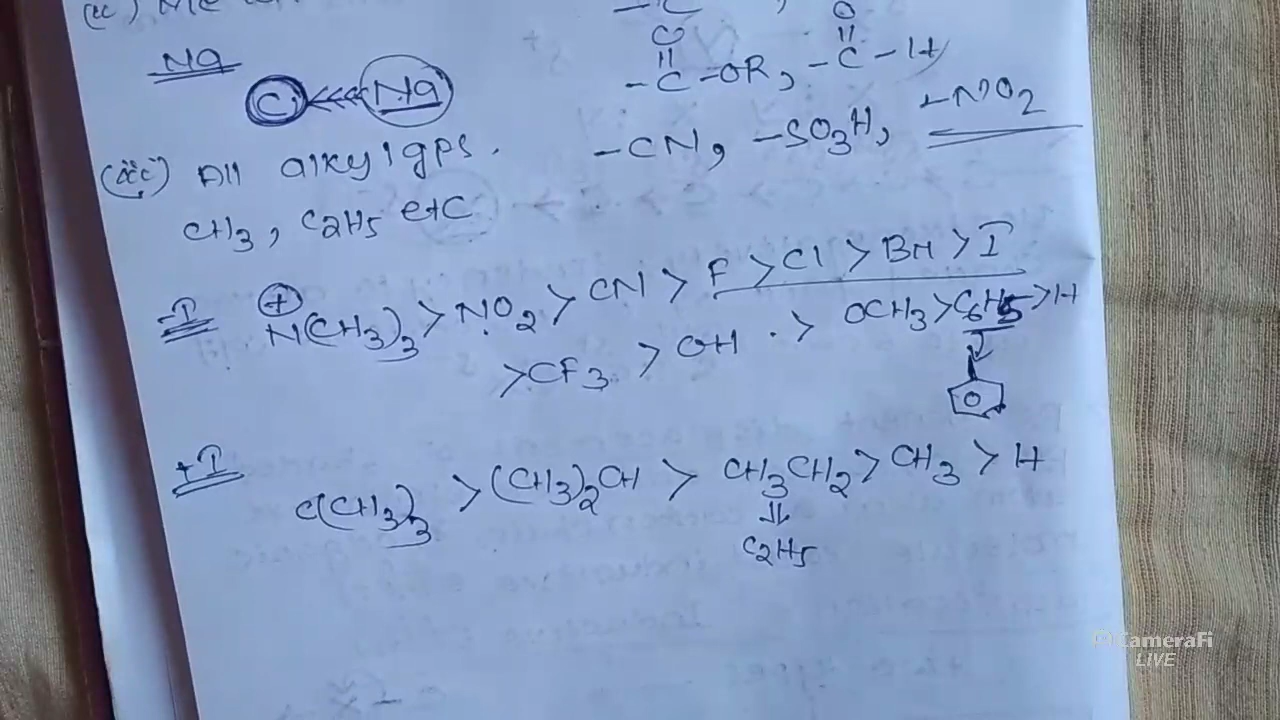 Na
C Na
(iii) All alkyl gps.
CH3, C2H5 etc
O O
-C-OR, -C-H
-CN, -SO3H, -NO2
-I + N(CH3)3 > NO2 > CN > F > Cl > Br > I
> CF3 > OH > OCH3 > C6H5 > H
+I C(CH3)3 > (CH3)2CH > CH3CH2 > CH3 > H
C2H5
CameraFi
LIVE